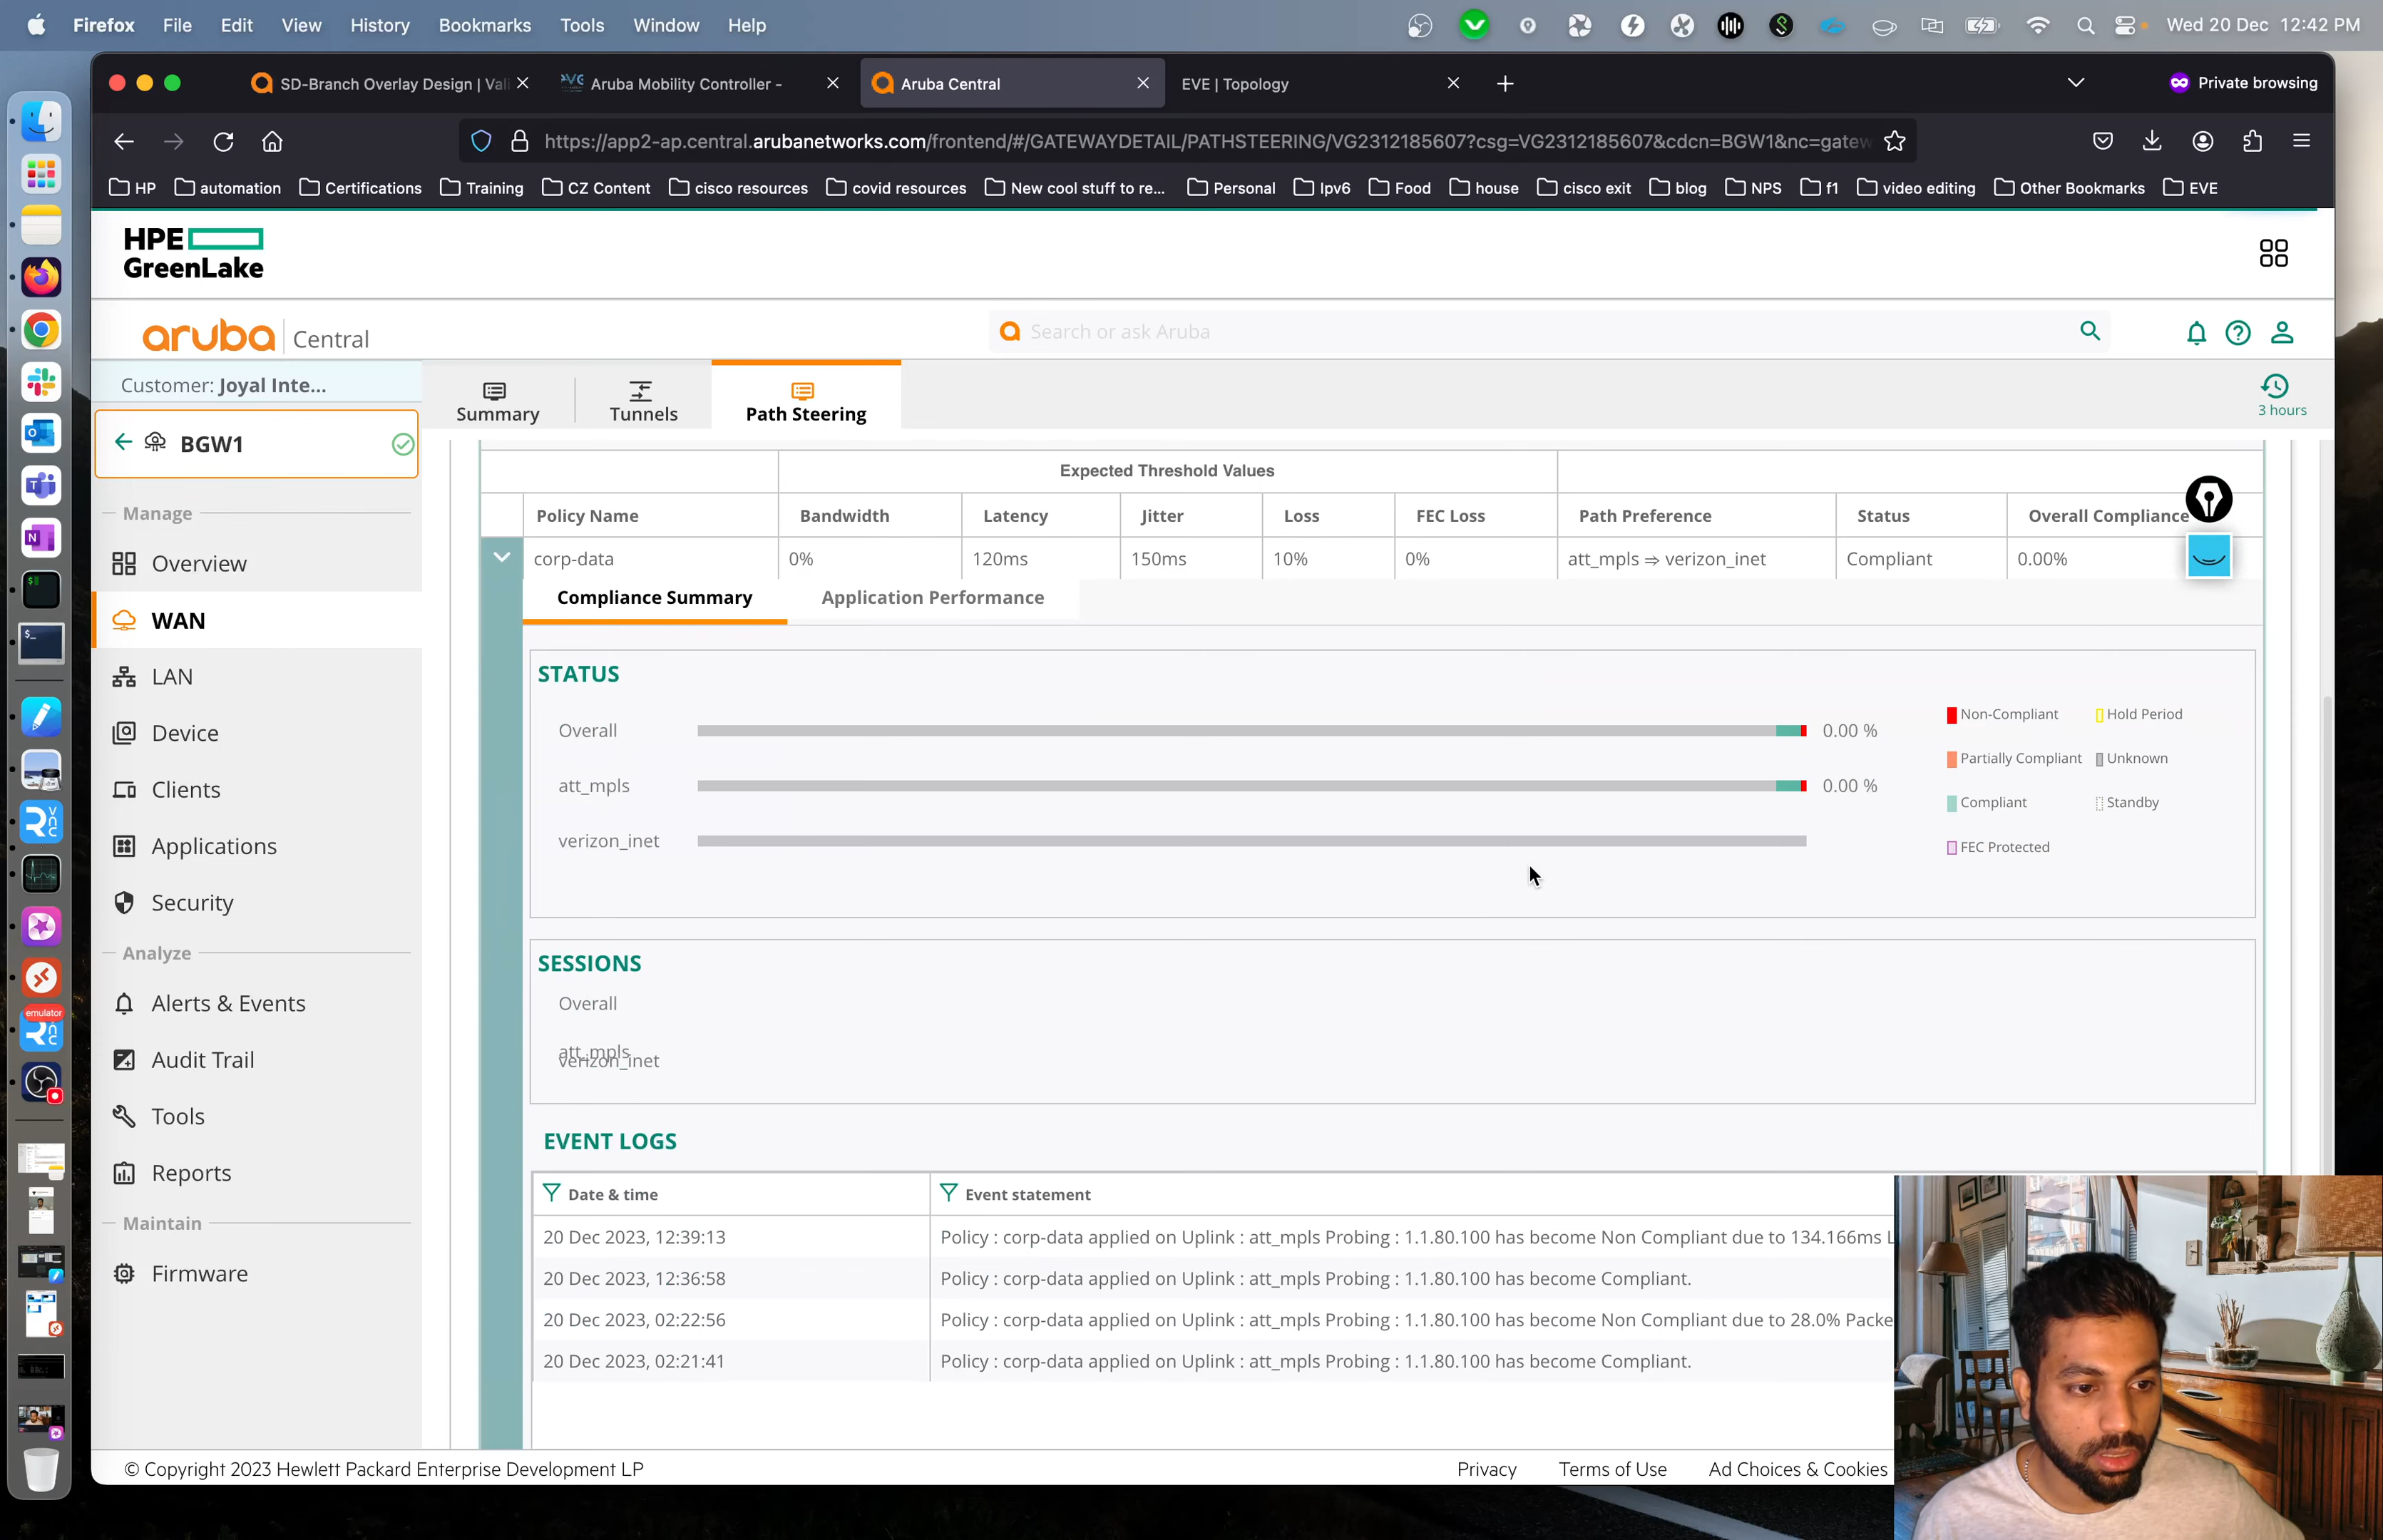 Firefox File Edit View History Bookmarks Tools Window Help Wed 20 Dec 12:42 PM
SD-Branch Overlay Design | Vali
Aruba Mobility Controller -
Aruba Central
EVE | Topology
Private browsing
https://app2-ap.central.arubanetworks.com/frontend/#/GATEWAYDETAIL/PATHSTEERING/VG2312185607?csg=VG2312185607&cdcn=BGW1&nc=gatew
HP automation Certifications Training CZ Content cisco resources covid resources New cool stuff to re... Personal Ipv6 Food house cisco exit blog NPS f1 video editing Other Bookmarks EVE
HPE
GreenLake
aruba Central
Search or ask Aruba
Customer: Joyal Inte...
Summary Tunnels Path Steering
3 hours
BGW1
Manage
Overview
WAN
LAN
Device
Clients
Applications
Security
Analyze
Alerts & Events
Audit Trail
Tools
Reports
Maintain
Firmware
emulator
Expected Threshold Values
Policy Name Bandwidth Latency Jitter Loss FEC Loss Path Preference Status Overall Compliance
corp-data 0% 120ms 150ms 10% 0% att_mpls ⇒ verizon_inet Compliant 0.00%
Compliance Summary Application Performance
STATUS
Overall 0.00 %
att_mpls 0.00 %
verizon_inet
Non-Compliant Hold Period
Partially Compliant Unknown
Compliant Standby
FEC Protected
SESSIONS
Overall
att_mpls
verizon_inet
EVENT LOGS
Date & time Event statement
20 Dec 2023, 12:39:13 Policy : corp-data applied on Uplink : att_mpls Probing : 1.1.80.100 has become Non Compliant due to 134.166ms L
20 Dec 2023, 12:36:58 Policy : corp-data applied on Uplink : att_mpls Probing : 1.1.80.100 has become Compliant.
20 Dec 2023, 02:22:56 Policy : corp-data applied on Uplink : att_mpls Probing : 1.1.80.100 has become Non Compliant due to 28.0% Packe
20 Dec 2023, 02:21:41 Policy : corp-data applied on Uplink : att_mpls Probing : 1.1.80.100 has become Compliant.
© Copyright 2023 Hewlett Packard Enterprise Development LP
Privacy Terms of Use Ad Choices & Cookies